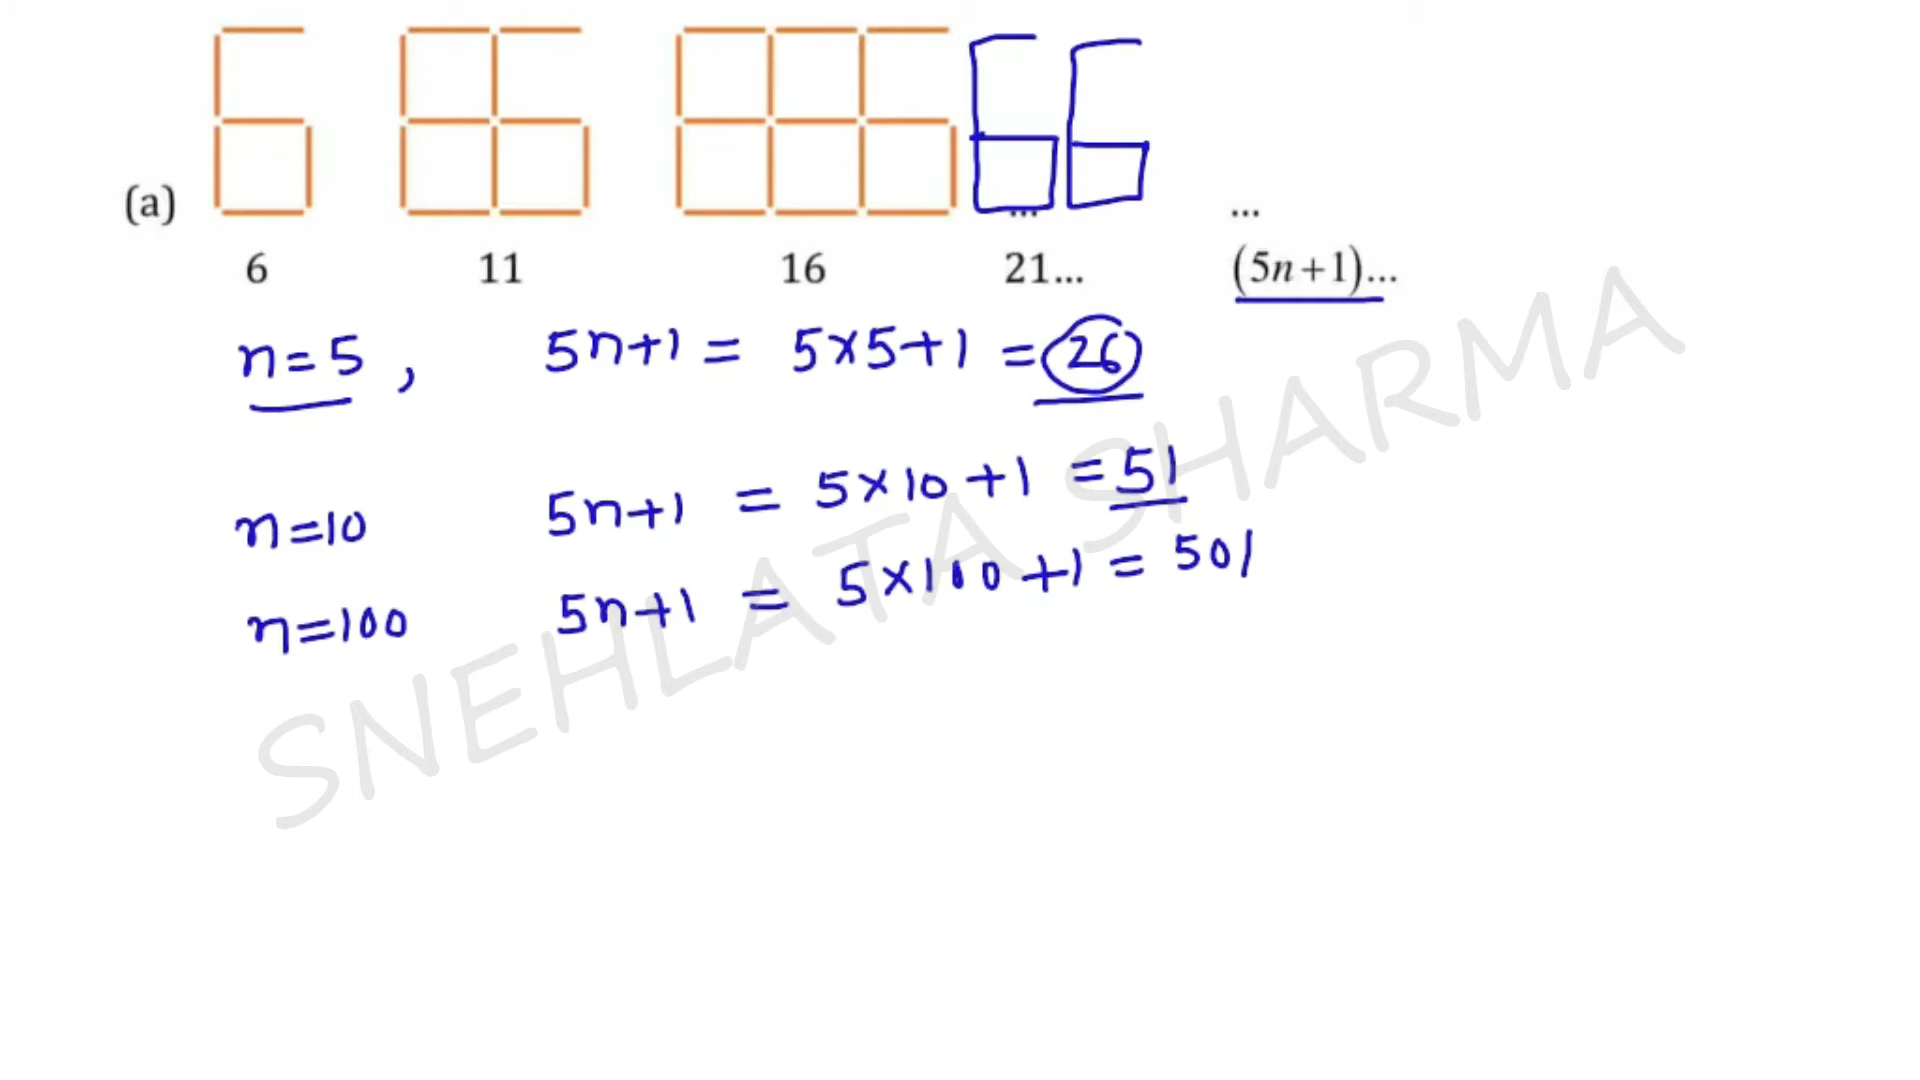 (a)
... ...
6 11 16 21... (5n+1)...
n=5, 5n+1 = 5×5+1 = 26
n=10 5n+1 = 5×10+1 = 51
n=100 5n+1 = 5×100+1 = 501
SNEHLATA SHARMA